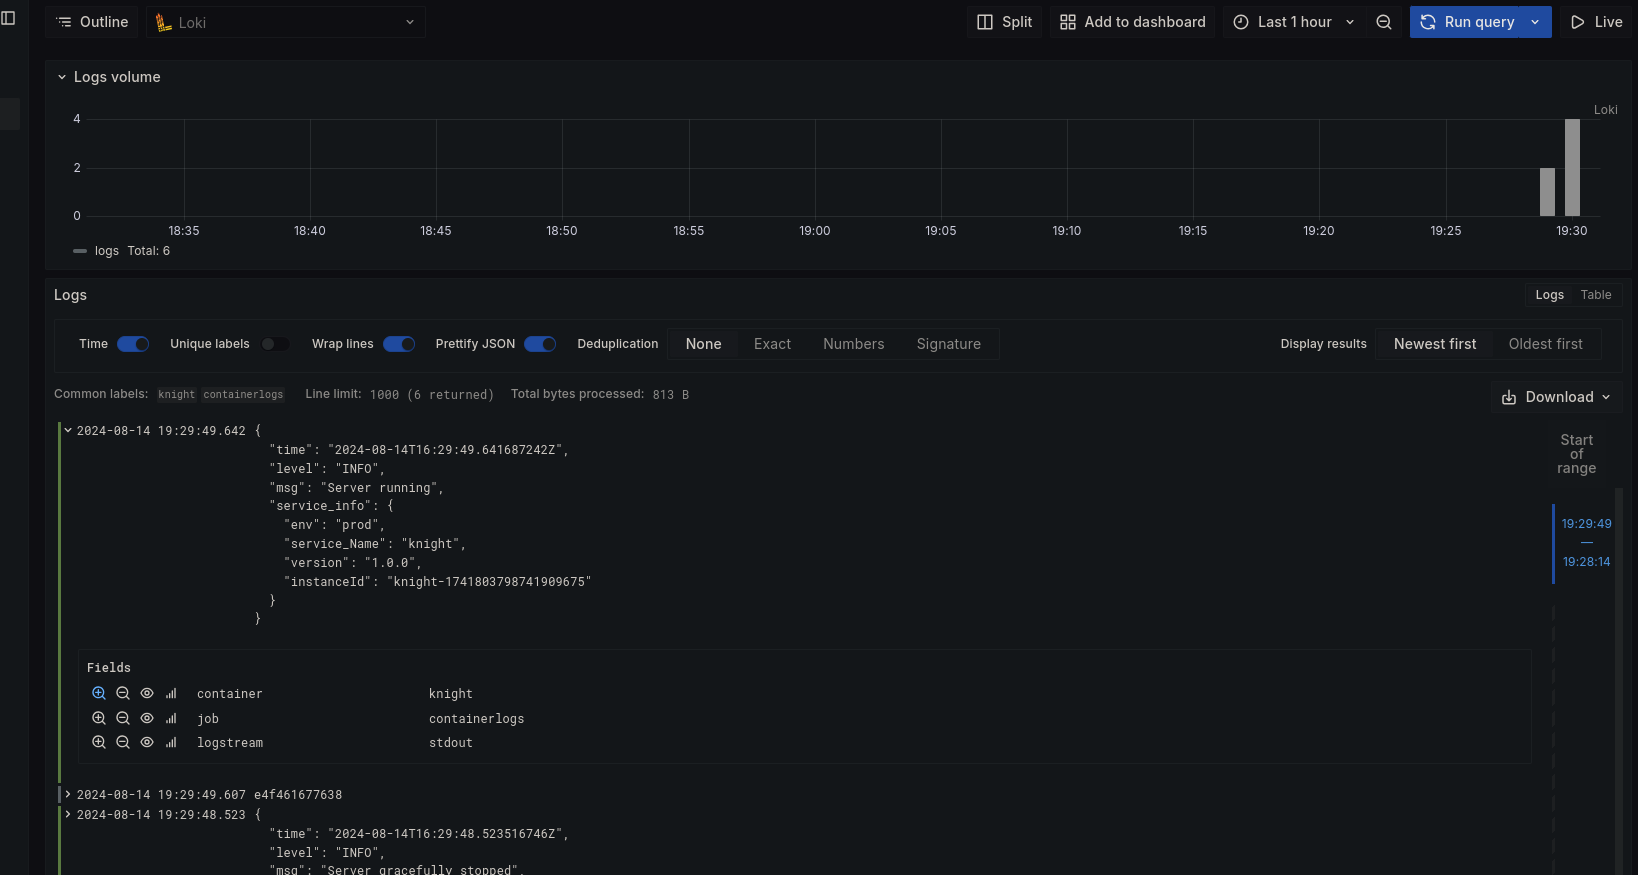 Outline Loki Split Add to dashboard Last 1 hour Run query Live
Logs volume
Loki
4
2
0
18:35 18:40 18:45 18:50 18:55 19:00 19:05 19:10 19:15 19:20 19:25 19:30
logs Total: 6
Logs Logs Table
Time Unique labels Wrap lines Prettify JSON Deduplication None Exact Numbers Signature Display results Newest first Oldest first
Common labels: knight containerlogs Line limit: 1000 (6 returned) Total bytes processed: 813 B Download
2024-08-14 19:29:49.642 {
"time": "2024-08-14T16:29:49.641687242Z",
"level": "INFO",
"msg": "Server running",
"service_info": {
"env": "prod",
"service_Name": "knight",
"version": "1.0.0",
"instanceId": "knight-1741803798741909675"
}
}
Start
of
range
19:29:49
—
19:28:14
Fields
container knight
job containerlogs
logstream stdout
2024-08-14 19:29:49.607 e4f461677638
2024-08-14 19:29:48.523 {
"time": "2024-08-14T16:29:48.523516746Z",
"level": "INFO",
"msg": "Server gracefully stopped",